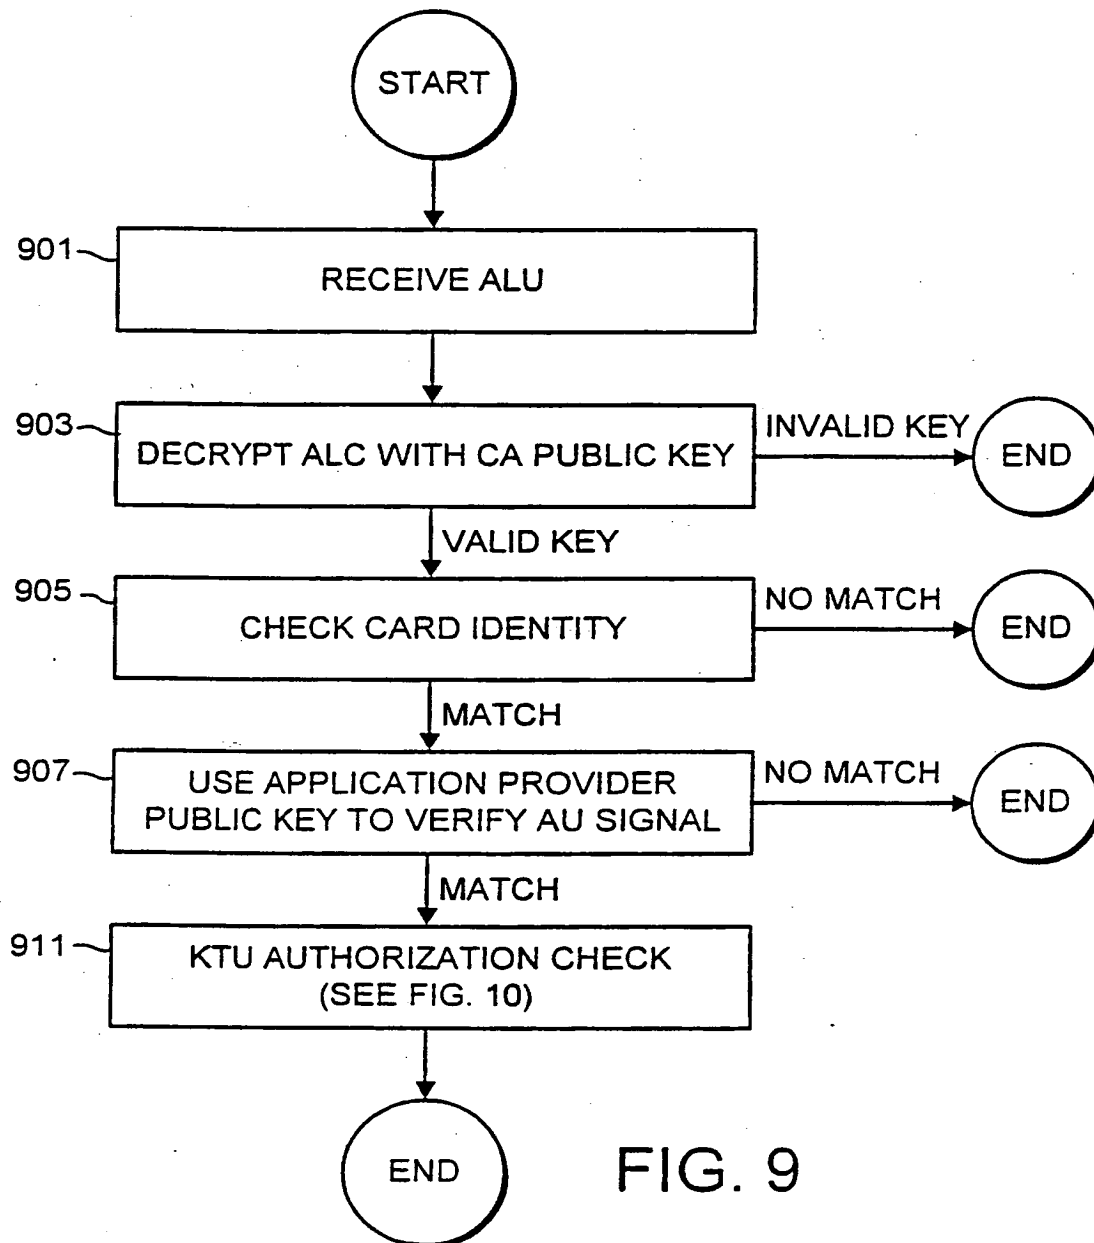 START
901
RECEIVE ALU
903
DECRYPT ALC WITH CA PUBLIC KEY
INVALID KEY
END
VALID KEY
905
CHECK CARD IDENTITY
NO MATCH
END
MATCH
907
USE APPLICATION PROVIDER
PUBLIC KEY TO VERIFY AU SIGNAL
NO MATCH
END
MATCH
911
KTU AUTHORIZATION CHECK
(SEE FIG. 10)
END
FIG. 9